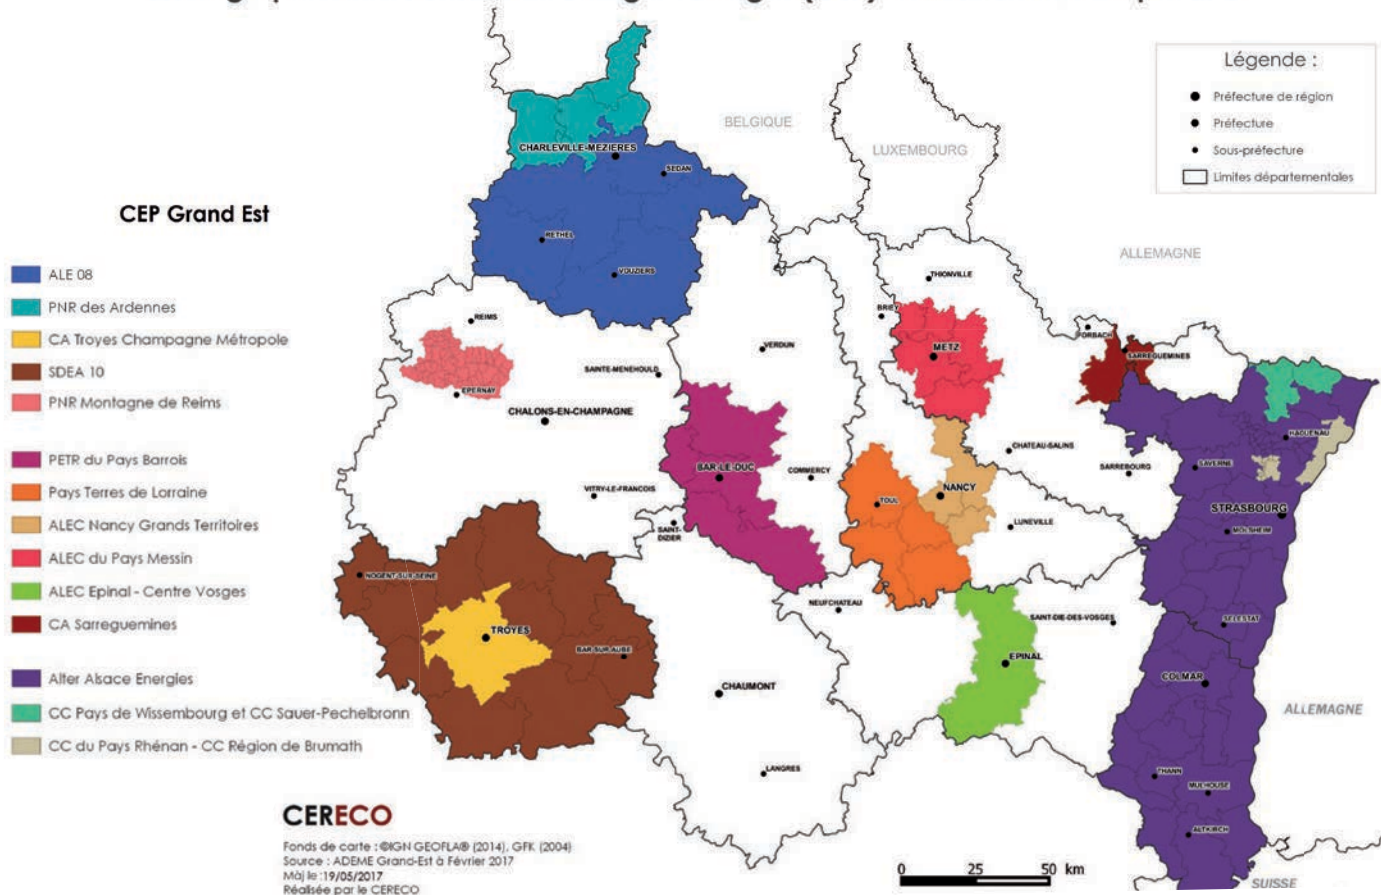 Légende :
Préfecture de région
Préfecture
Sous-préfecture
Limites départementales
BELGIQUE
LUXEMBOURG
ALLEMAGNE
CEP Grand Est
ALE 08
PNR des Ardennes
CA Troyes Champagne Métropole
SDEA 10
PNR Montagne de Reims
PETR du Pays Barrois
Pays Terres de Lorraine
ALEC Nancy Grands Territoires
ALEC du Pays Messin
ALEC Epinal - Centre Vosges
CA Sarreguemines
Alter Alsace Energies
CC Pays de Wissembourg et CC Sauer-Pechelbronn
CC du Pays Rhénan - CC Région de Brumath
CHARLEVILLE-MEZIERES
SEDAN
RETHEL
VOUZIERS
REIMS
EPERNAY
SAINTE-MENEHOULD
CHALONS-EN-CHAMPAGNE
VITRY-LE-FRANCOIS
SAINT-
DIZIER
VERDUN
BAR-LE-DUC
COMMERCY
THIONVILLE
BRIEY
METZ
FORBACH
SARREGUEMINES
CHATEAU-SALINS
SARREBOURG
TOUL
NANCY
LUNEVILLE
HAGUENAU
SAVERNE
STRASBOURG
MOLSHEIM
NOGENT-SUR-SEINE
TROYES
BAR SUR AUBE
CHAUMONT
LANGRES
NEUFCHATEAU
SAINT-DIE-DES-VOSGES
EPINAL
SELESTAT
COLMAR
ALLEMAGNE
THANN
MULHOUSE
ALTKIRCH
SUISSE
CERECO
Fonds de carte : ©IGN GEOFLA® (2014), GFK (2004)
Source : ADEME Grand-Est à Février 2017
Màj le :19/05/2017
Réalisée par le CERECO
0 25 50 km